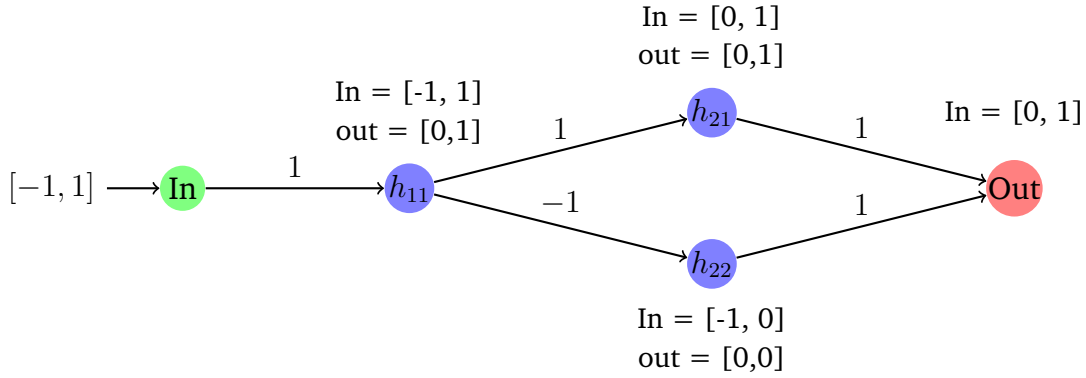 In = [0, 1]
out = [0,1]
In = [-1, 1]
out = [0,1]
In = [0, 1]
h₂₁
1
1
[−1, 1]
In
1
h₁₁
Out
−1
1
h₂₂
In = [-1, 0]
out = [0,0]